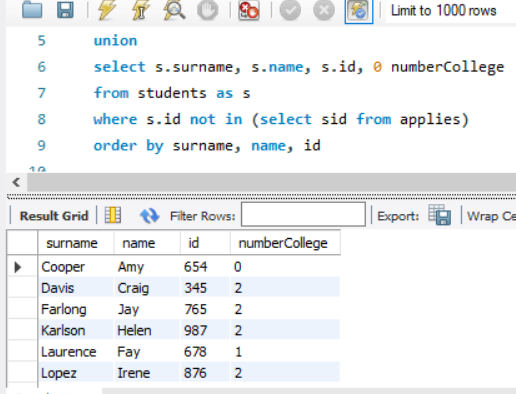 Limit to 1000 rows
5 union
6 select s.surname, s.name, s.id, 0 numberCollege
7 from students as s
8 where s.id not in (select sid from applies)
9 order by surname, name, id
10
Result Grid Filter Rows: Export: Wrap Ce
surname name id numberCollege
Cooper Amy 654 0
Davis Craig 345 2
Farlong Jay 765 2
Karlson Helen 987 2
Laurence Fay 678 1
Lopez Irene 876 2